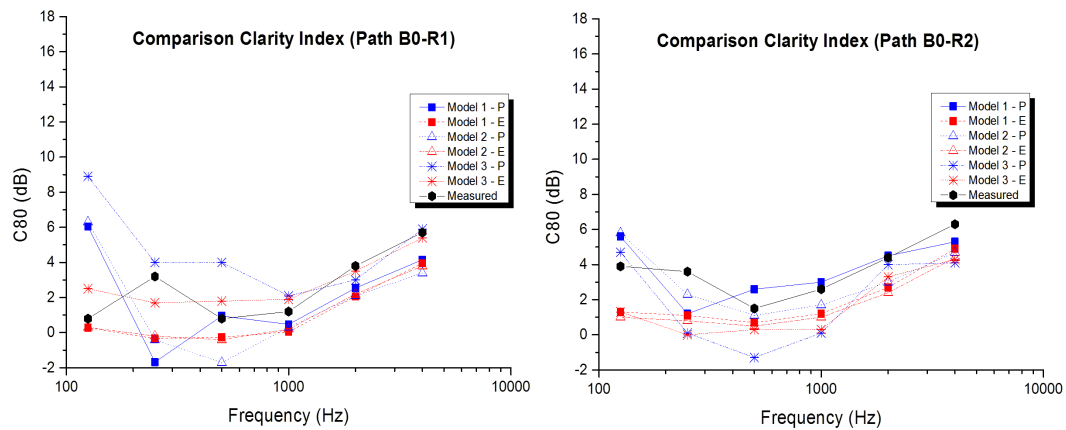 Comparison Clarity Index (Path B0-R1)
C80 (dB)
18
16
14
12
10
8
6
4
2
0
-2
100
1000
10000
Frequency (Hz)
Model 1 - P
Model 1 - E
Model 2 - P
Model 2 - E
Model 3 - P
Model 3 - E
Measured
Comparison Clarity Index (Path B0-R2)
C80 (dB)
18
16
14
12
10
8
6
4
2
0
-2
100
1000
10000
Frequency (Hz)
Model 1 - P
Model 1 - E
Model 2 - P
Model 2 - E
Model 3 - P
Model 3 - E
Measured